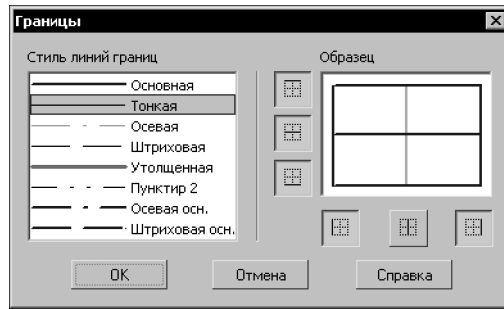 Границы
Стиль линий границ
Образец
Основная
Тонкая
Осевая
Штриховая
Утолщенная
Пунктир 2
Осевая осн.
Штриховая осн.
OK
Отмена
Справка